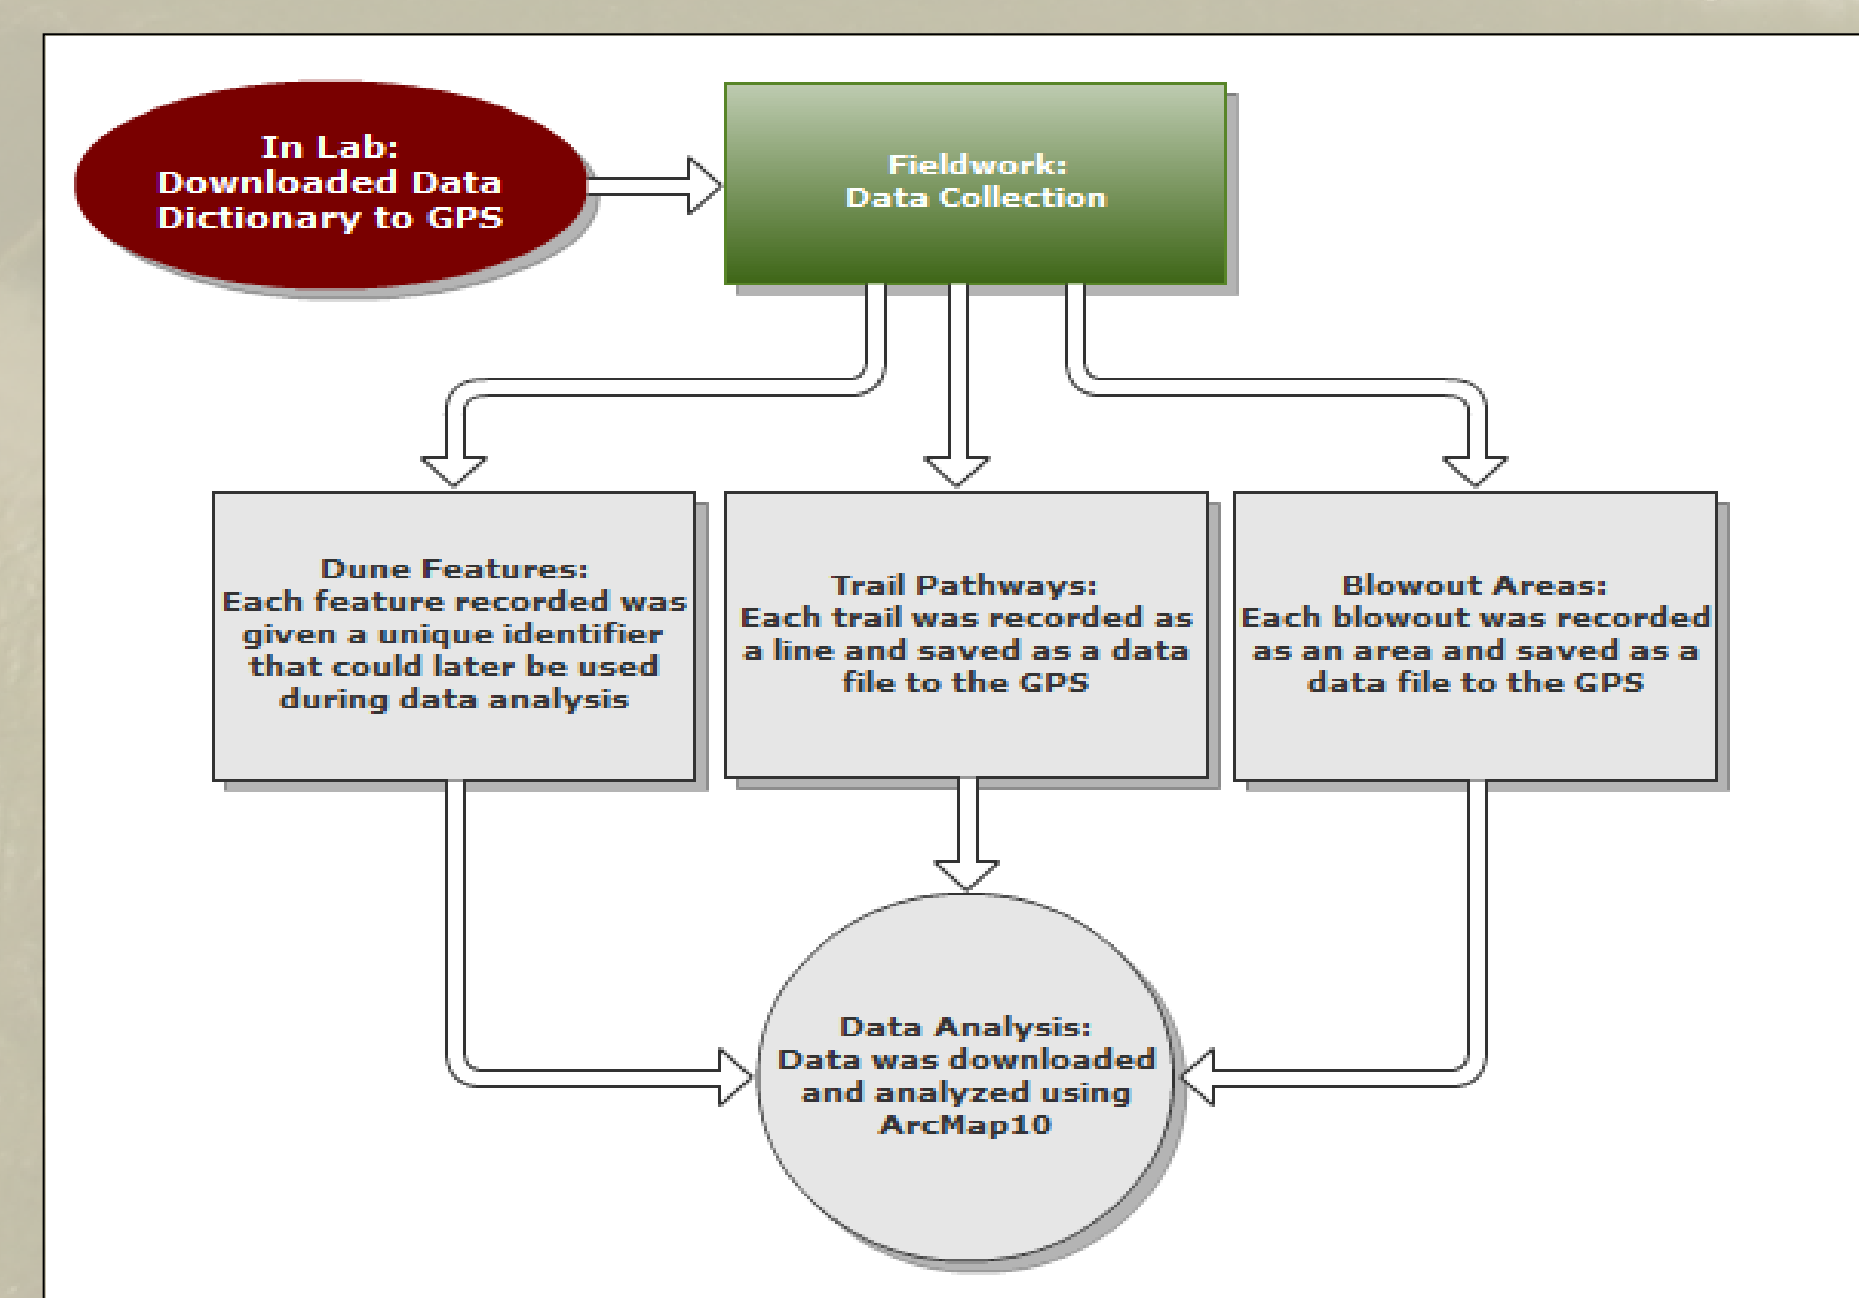 In Lab:
Downloaded Data
Dictionary to GPS
Fieldwork:
Data Collection
Dune Features:
Each feature recorded was
given a unique identifier
that could later be used
during data analysis
Trail Pathways:
Each trail was recorded as
a line and saved as a data
file to the GPS
Blowout Areas:
Each blowout was recorded
as an area and saved as a
data file to the GPS
Data Analysis:
Data was downloaded
and analyzed using
ArcMap10